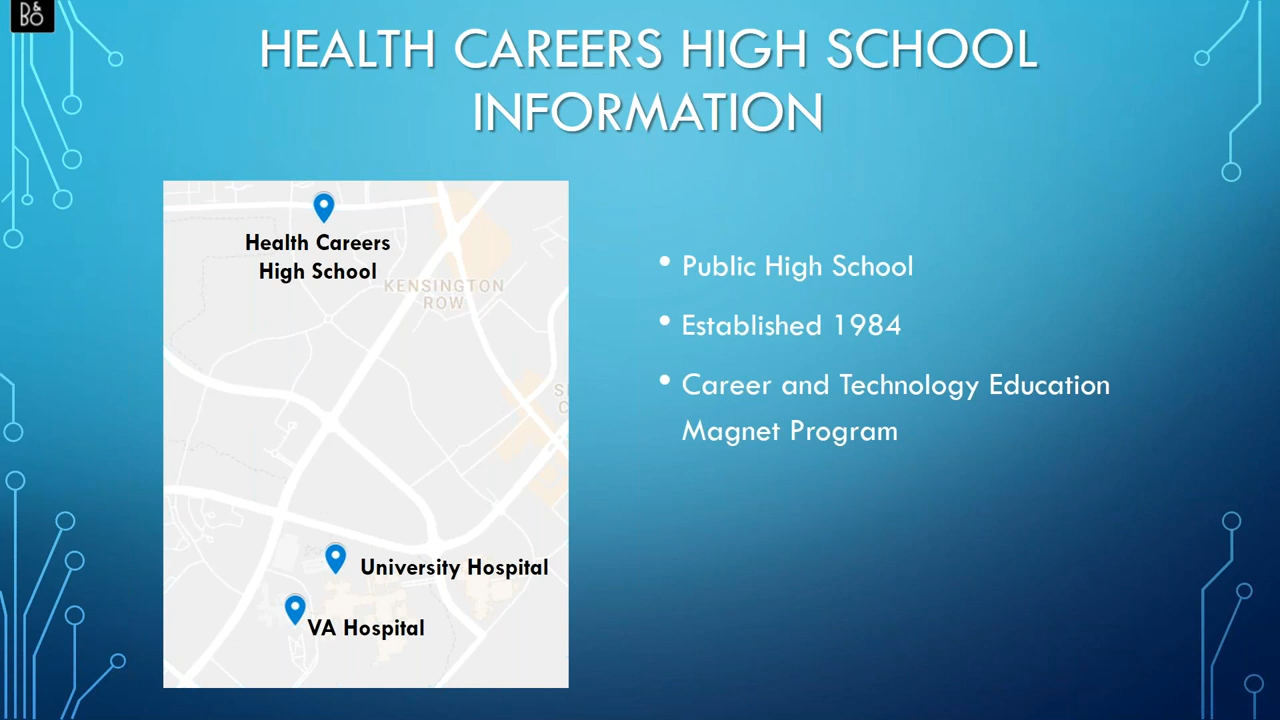 B&O
HEALTH CAREERS HIGH SCHOOL
INFORMATION
Health Careers
High School
KENSINGTON
ROW
University Hospital
VA Hospital
• Public High School
• Established 1984
• Career and Technology Education
Magnet Program